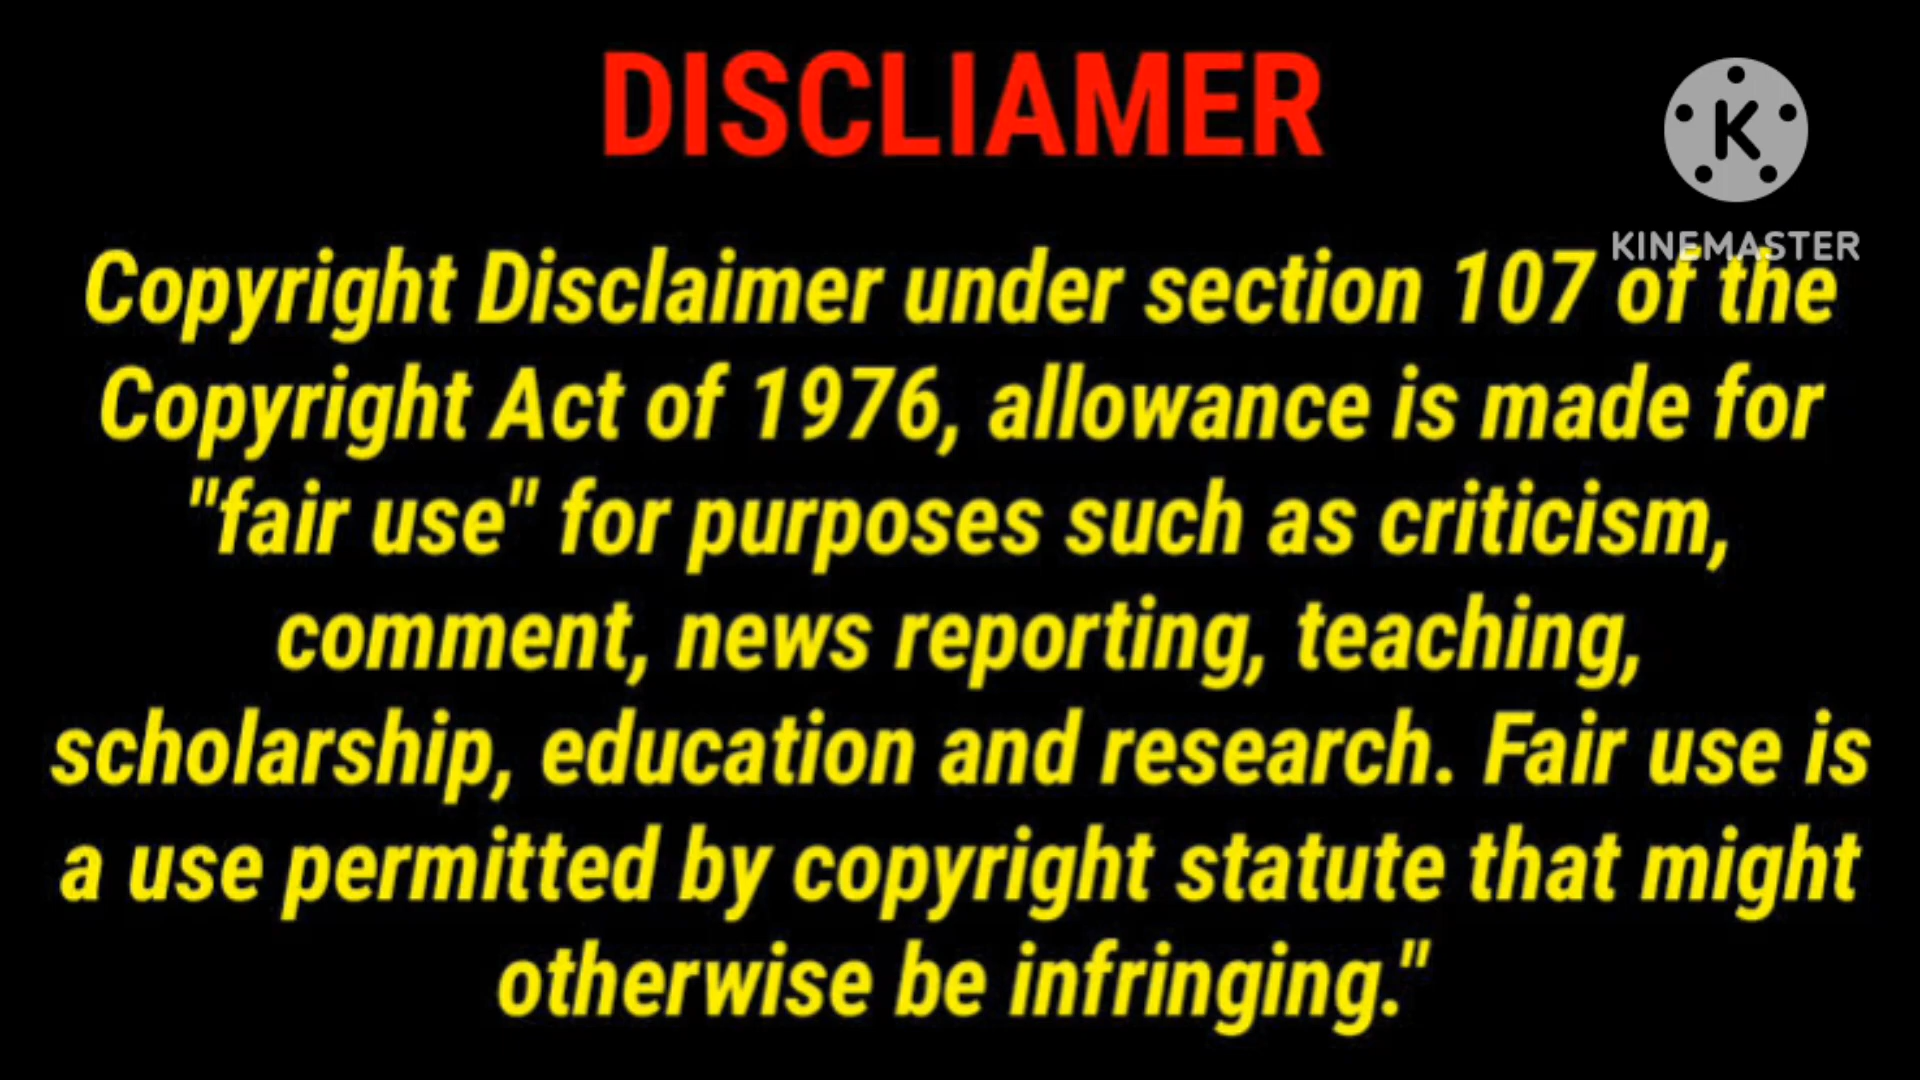 DISCLIAMER
KINEMASTER
Copyright Disclaimer under section 107 of the
Copyright Act of 1976, allowance is made for
"fair use" for purposes such as criticism,
comment, news reporting, teaching,
scholarship, education and research. Fair use is
a use permitted by copyright statute that might
otherwise be infringing."